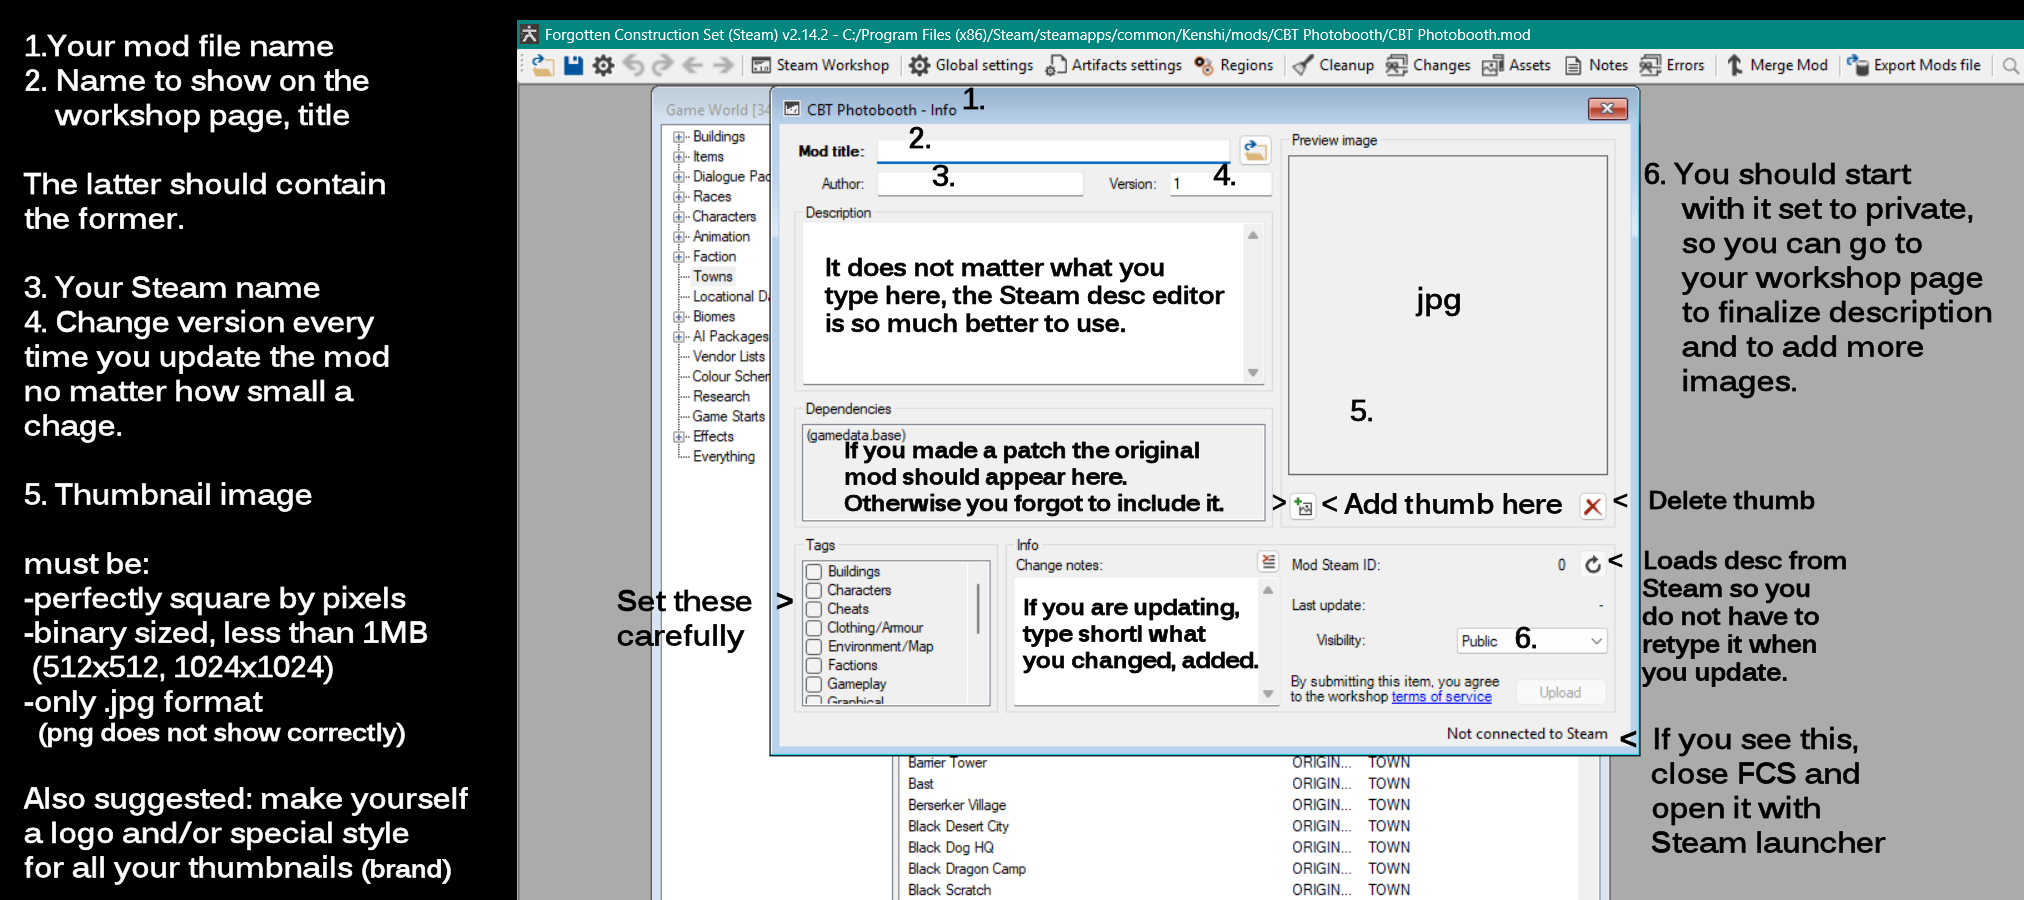 1.Your mod file name
2. Name to show on the
workshop page, title
The latter should contain
the former.
3. Your Steam name
4. Change version every
time you update the mod
no matter how small a
chage.
5. Thumbnail image
must be:
-perfectly square by pixels
-binary sized, less than 1MB
(512x512, 1024x1024)
-only .jpg format
(png does not show correctly)
Also suggested: make yourself
a logo and/or special style
for all your thumbnails (brand)
Forgotten Construction Set (Steam) v2.14.2 - C:/Program Files (x86)/Steam/steamapps/common/Kenshi/mods/CBT Photobooth/CBT Photobooth.mod
Steam Workshop Global settings Artifacts settings Regions Cleanup Changes Assets Notes Errors Merge Mod Export Mods file
Game World [34
Buildings
Items
Dialogue Pac
Races
Characters
Animation
Faction
Towns
Locational Da
Biomes
AI Packages
Vendor Lists
Colour Scher
Research
Game Starts
Effects
Everything
CBT Photobooth - Info 1.
Mod title: 2.
Author: 3. Version: 1 4.
Description
It does not matter what you
type here, the Steam desc editor
is so much better to use.
Dependencies
(gamedata.base)
If you made a patch the original
mod should appear here.
Otherwise you forgot to include it.
Preview image
jpg
5.
> < Add thumb here <
Delete thumb
Set these >
carefully
Tags
Buildings
Characters
Cheats
Clothing/Armour
Environment/Map
Factions
Gameplay
Graphical
Info
Change notes:
If you are updating,
type shortl what
you changed, added.
Mod Steam ID: 0 <
Last update: -
Visibility: Public 6.
By submitting this item, you agree
to the workshop terms of service
Upload
Not connected to Steam <
6. You should start
with it set to private,
so you can go to
your workshop page
to finalize description
and to add more
images.
Loads desc from
Steam so you
do not have to
retype it when
you update.
If you see this,
close FCS and
open it with
Steam launcher
Barrier Tower ORIGIN... TOWN
Bast ORIGIN... TOWN
Berserker Village ORIGIN... TOWN
Black Desert City ORIGIN... TOWN
Black Dog HQ ORIGIN... TOWN
Black Dragon Camp ORIGIN... TOWN
Black Scratch ORIGIN... TOWN